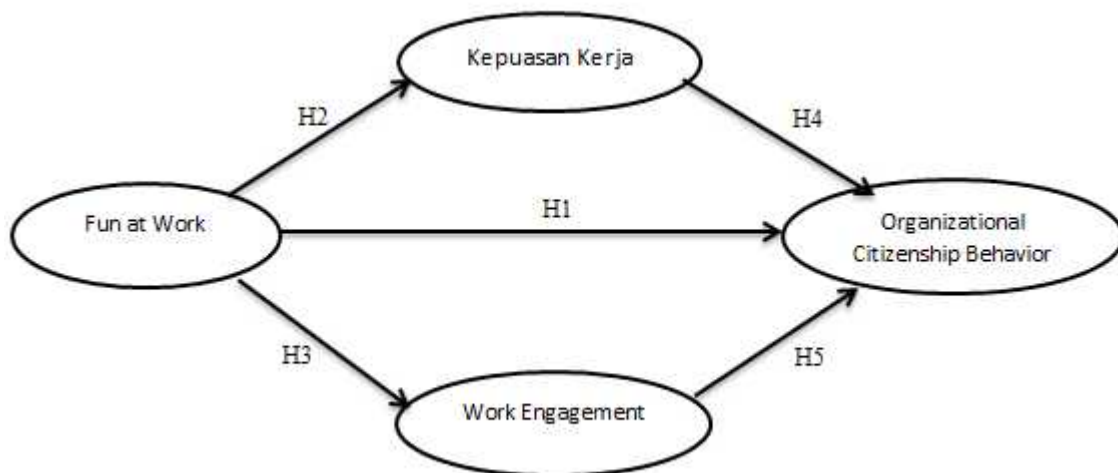 Kepuasan Kerja
H2
H4
Fun at Work
H1
Organizational
Citizenship Behavior
H3
H5
Work Engagement